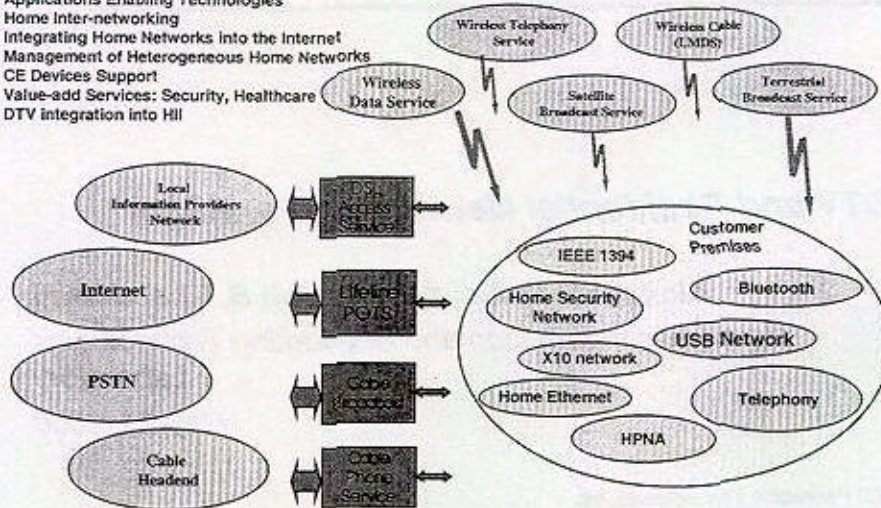 Applications Enabling Technologies
Home Inter-networking
Integrating Home Networks into the Internet
Management of Heterogeneous Home Networks
CE Devices Support
Value-add Services: Security, Healthcare
DTV integration into HII
Wireless Telephony
Service
Wireless Cable
(LMDS)
Wireless
Data Service
Satellite
Broadcast Service
Terrestrial
Broadcast Service
Local
Information Providers
Network
DSL
Access
Service
Internet
Lifeline
POTS
PSTN
Cable
Broadband
Cable
Headend
Cable
Phone
Service
Customer
Premises
IEEE 1394
Bluetooth
Home Security
Network
USB Network
X10 network
Home Ethernet
Telephony
HPNA